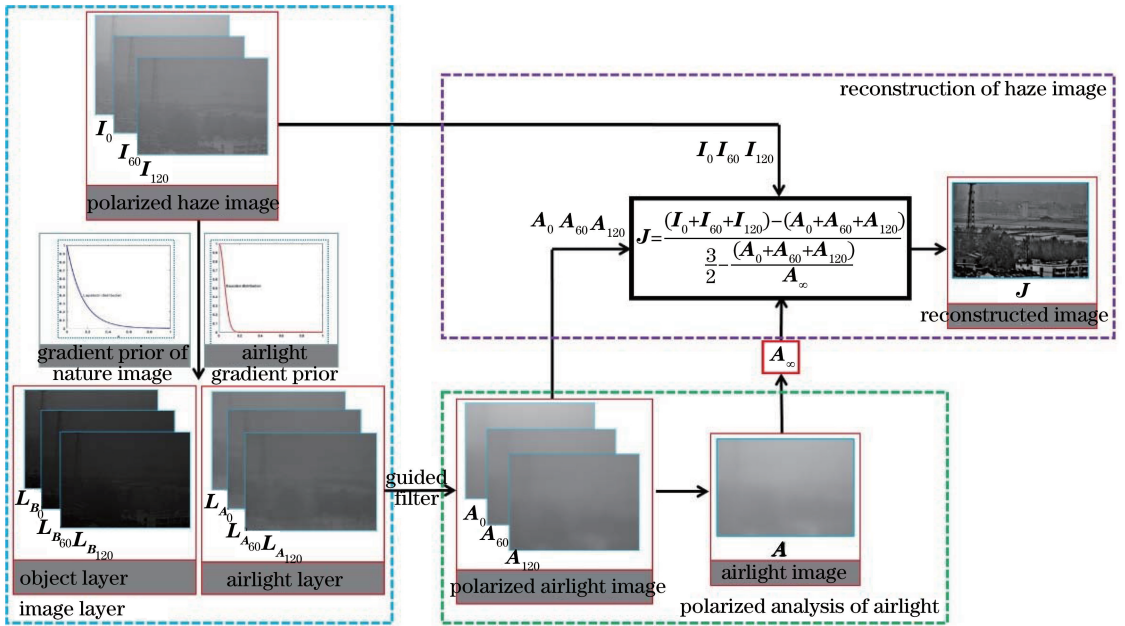 I0
I60
I120
polarized haze image
gradient prior of
nature image
airlight
gradient prior
LB0
LB60
LB120
object layer
LA0
LA60
LA120
airlight layer
image layer
guided
filter
A0
A60
A120
polarized airlight image
A
airlight image
polarized analysis of airlight
A∞
reconstruction of haze image
I0 I60 I120
A0 A60 A120
J=
(I0+I60+I120)−(A0+A60+A120)
3/2−(A0+A60+A120)/A∞
J
reconstructed image